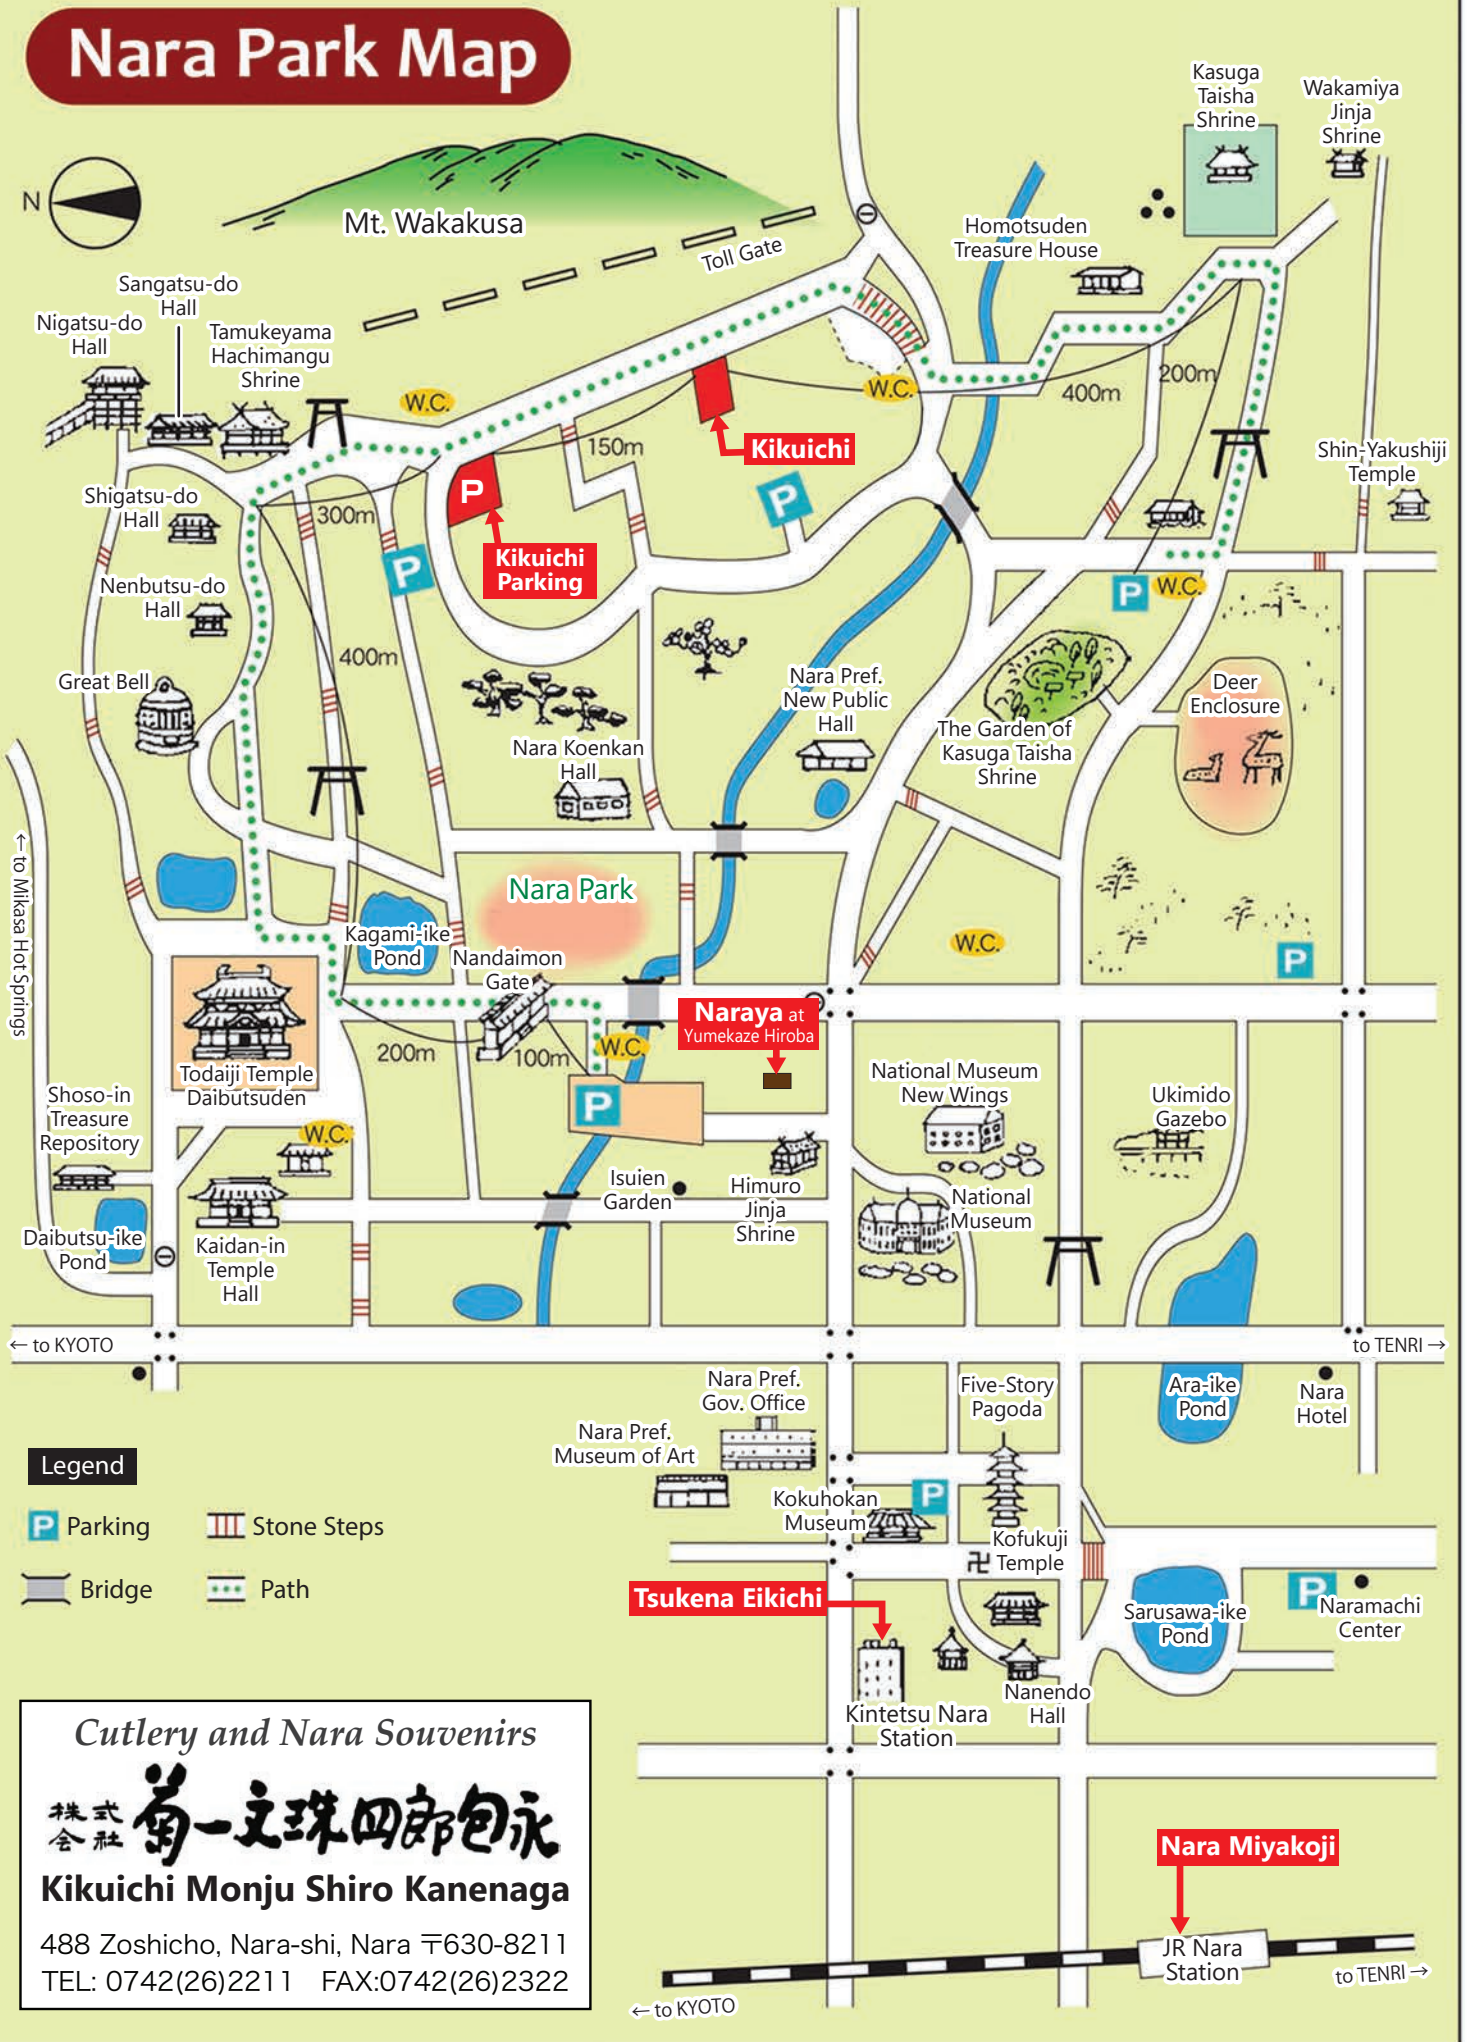 Nara Park Map
N
Mt. Wakakusa
Toll Gate
Kasuga
Taisha
Shrine
Wakamiya
Jinja
Shrine
Homotsuden
Treasure House
Sangatsu-do
Hall
Nigatsu-do
Hall
Tamukeyama
Hachimangu
Shrine
W.C.
W.C.
400m
200m
Kikuichi
150m
P
P
300m
Kikuichi
Parking
P
Shigatsu-do
Hall
Shin-Yakushiji
Temple
Nenbutsu-do
Hall
P
W.C.
400m
Great Bell
Nara Koenkan
Hall
Nara Pref.
New Public
Hall
The Garden of
Kasuga Taisha
Shrine
Deer
Enclosure
← to Mikasa Hot Springs
Nara Park
Kagami-ike
Pond
Nandaimon
Gate
W.C.
P
Naraya at
Yumekaze Hiroba
W.C.
200m
100m
Todaiji Temple
Daibutsuden
P
National Museum
New Wings
Ukimido
Gazebo
Shoso-in
Treasure
Repository
W.C.
Isuien
Garden
Himuro
Jinja
Shrine
National
Museum
Daibutsu-ike
Pond
Kaidan-in
Temple
Hall
← to KYOTO
to TENRI →
Nara Pref.
Gov. Office
Five-Story
Pagoda
Ara-ike
Pond
Nara
Hotel
Nara Pref.
Museum of Art
Legend
P Parking
Stone Steps
Bridge
Path
Kokuhokan
Museum
P
卍
Kofukuji
Temple
Tsukena Eikichi
Sarusawa-ike
Pond
P
Naramachi
Center
Nanendo
Hall
Kintetsu Nara
Station
Cutlery and Nara Souvenirs
株式
会社
菊一文珠四郎包永
Kikuichi Monju Shiro Kanenaga
488 Zoshicho, Nara-shi, Nara 〒630-8211
TEL: 0742(26)2211 FAX:0742(26)2322
Nara Miyakoji
JR Nara
Station
← to KYOTO
to TENRI →